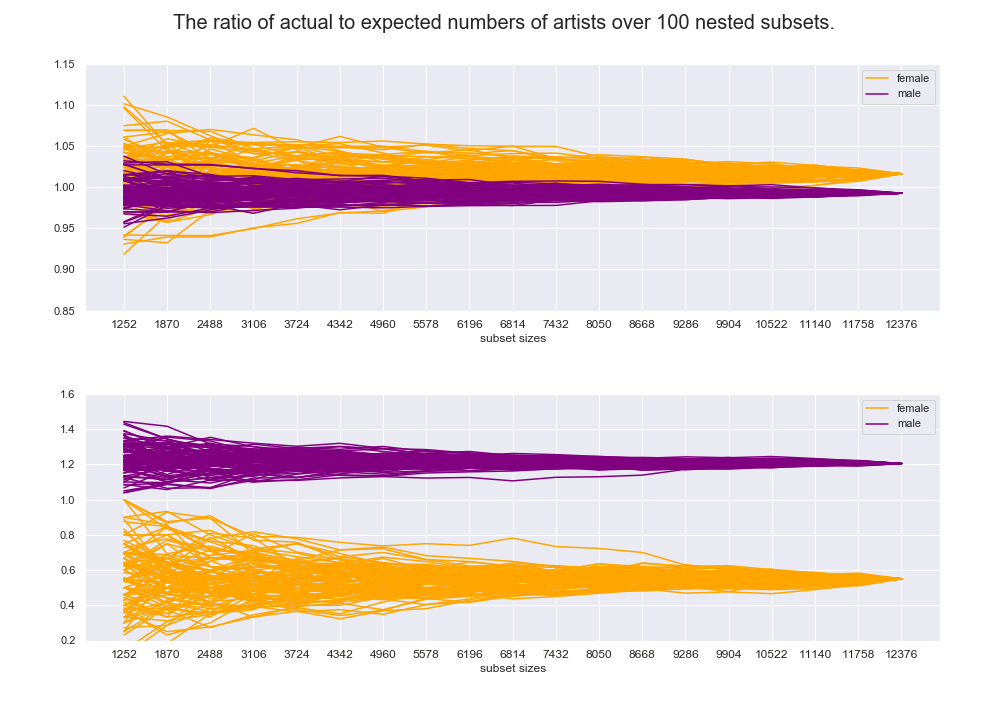 The ratio of actual to expected numbers of artists over 100 nested subsets.
1.15
1.10
1.05
1.00
0.95
0.90
0.85
female
male
1252 1870 2488 3106 3724 4342 4960 5578 6196 6814 7432 8050 8668 9286 9904 10522 11140 11758 12376
subset sizes
1.6
1.4
1.2
1.0
0.8
0.6
0.4
0.2
female
male
1252 1870 2488 3106 3724 4342 4960 5578 6196 6814 7432 8050 8668 9286 9904 10522 11140 11758 12376
subset sizes